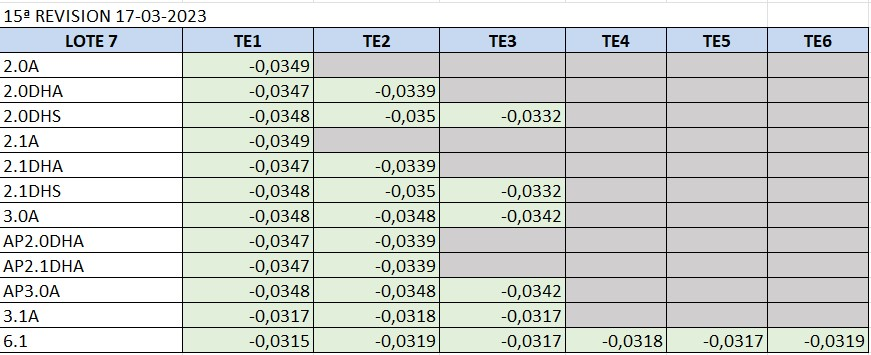 15ª REVISION 17-03-2023
LOTE 7 TE1 TE2 TE3 TE4 TE5 TE6
2.0A -0,0349
2.0DHA -0,0347 -0,0339
2.0DHS -0,0348 -0,035 -0,0332
2.1A -0,0349
2.1DHA -0,0347 -0,0339
2.1DHS -0,0348 -0,035 -0,0332
3.0A -0,0348 -0,0348 -0,0342
AP2.0DHA -0,0347 -0,0339
AP2.1DHA -0,0347 -0,0339
AP3.0A -0,0348 -0,0348 -0,0342
3.1A -0,0317 -0,0318 -0,0317
6.1 -0,0315 -0,0319 -0,0317 -0,0318 -0,0317 -0,0319